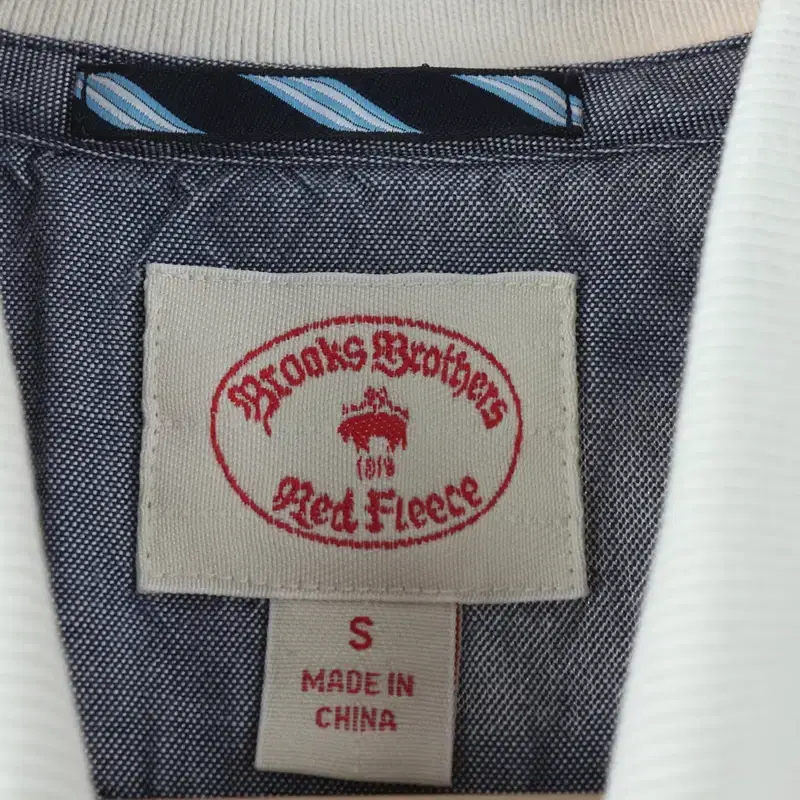 Brooks Brothers
1818
Red Fleece
S
MADE IN
CHINA